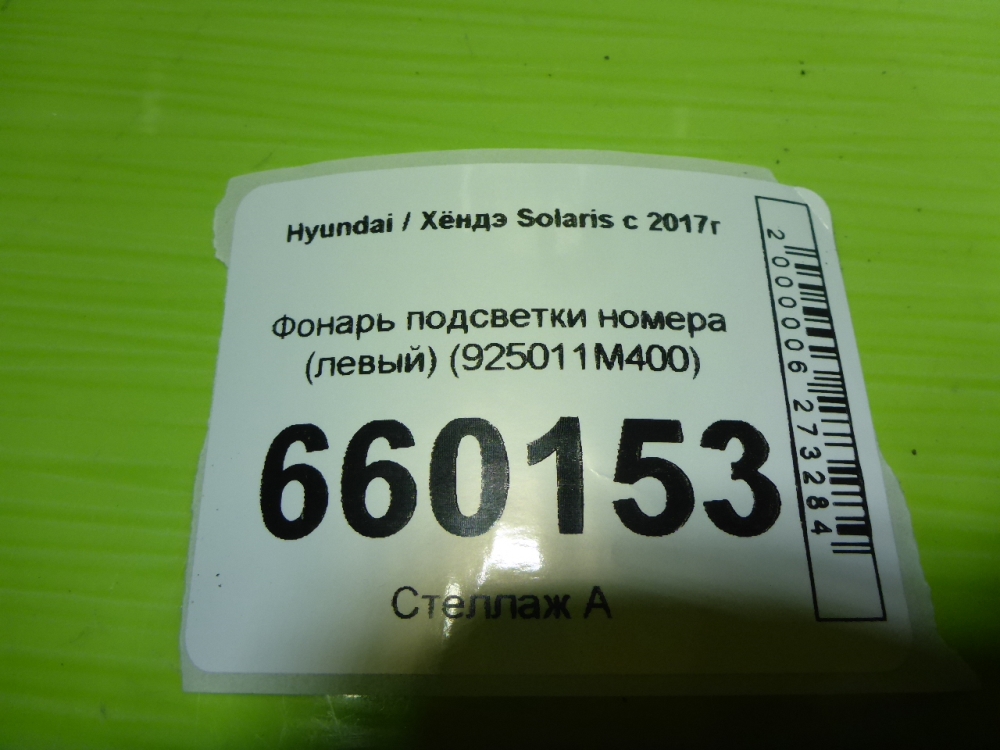 Hyundai / Хёндэ Solaris с 2017г
Фонарь подсветки номера
(левый) (925011M400)
660153
Стеллаж А
2000006273284